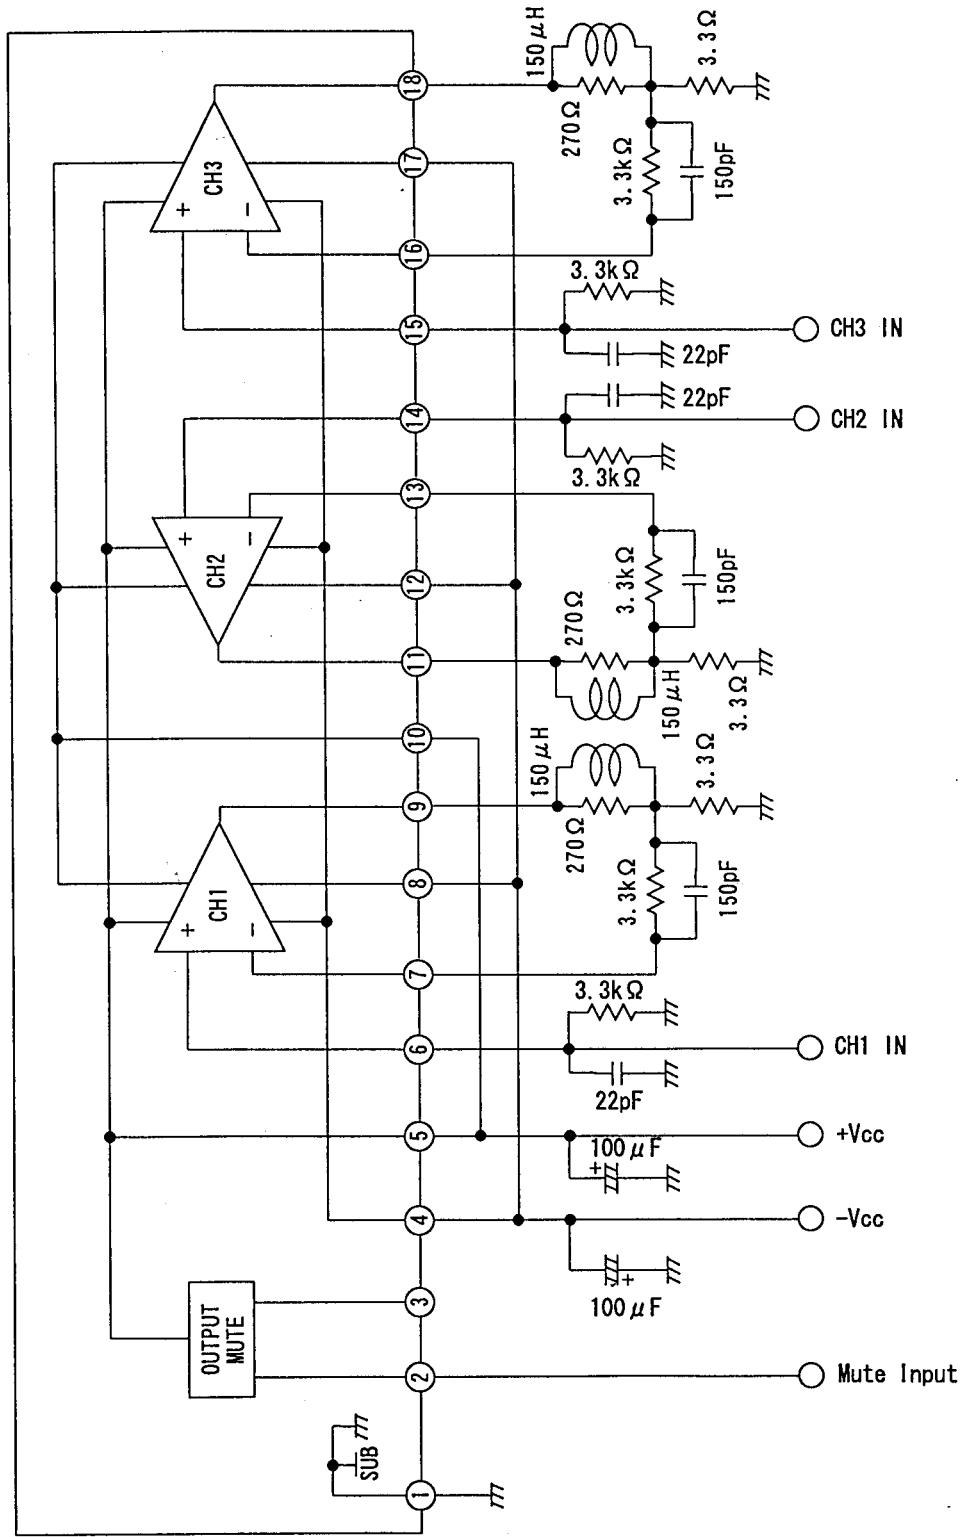 150μH
3.3Ω
18
270Ω
CH3
17
3.3kΩ
150pF
+
−
16
3.3kΩ
15
CH3 IN
22pF
22pF
14
CH2 IN
3.3kΩ
13
+
−
CH2
3.3kΩ
150pF
12
270Ω
11
150μH
3.3Ω
10
150μH
3.3Ω
9
270Ω
CH1
8
3.3kΩ
150pF
+
−
7
3.3kΩ
6
CH1 IN
22pF
5
+Vcc
100μF
+
4
-Vcc
+
100μF
3
OUTPUT
MUTE
2
Mute Input
SUB
1